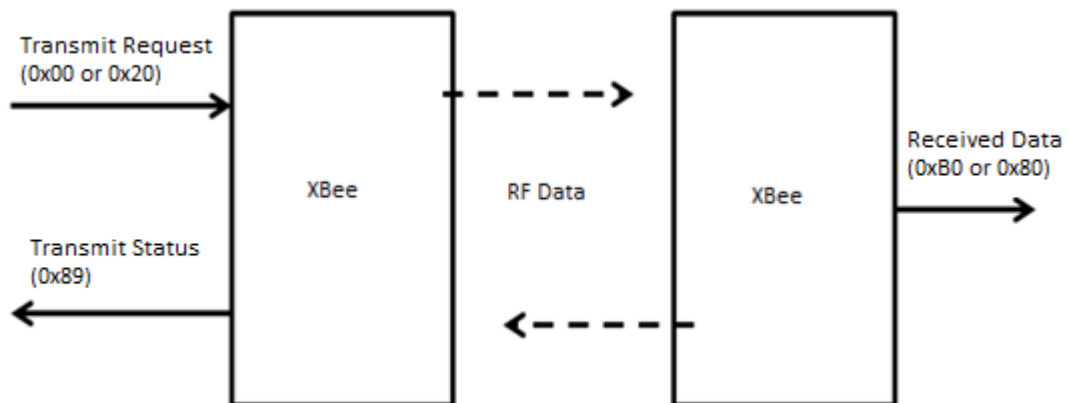 Transmit Request
(0x00 or 0x20)
XBee
RF Data
XBee
Received Data
(0xB0 or 0x80)
Transmit Status
(0x89)